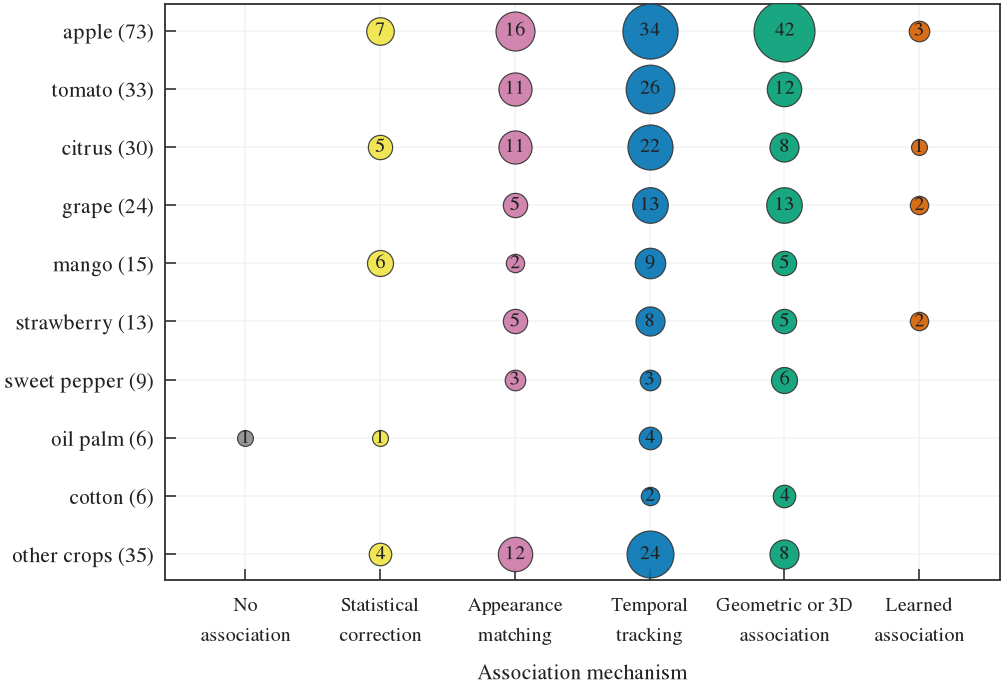 apple (73) 7 16 34 42 3
tomato (33) 11 26 12
citrus (30) 5 11 22 8 1
grape (24) 5 13 13 2
mango (15) 6 2 9 5
strawberry (13) 5 8 5 2
sweet pepper (9) 3 3 6
oil palm (6) 1 1 4
cotton (6) 2 4
other crops (35) 4 12 24 8
No Statistical Appearance Temporal Geometric or 3D Learned
association correction matching tracking association association
Association mechanism